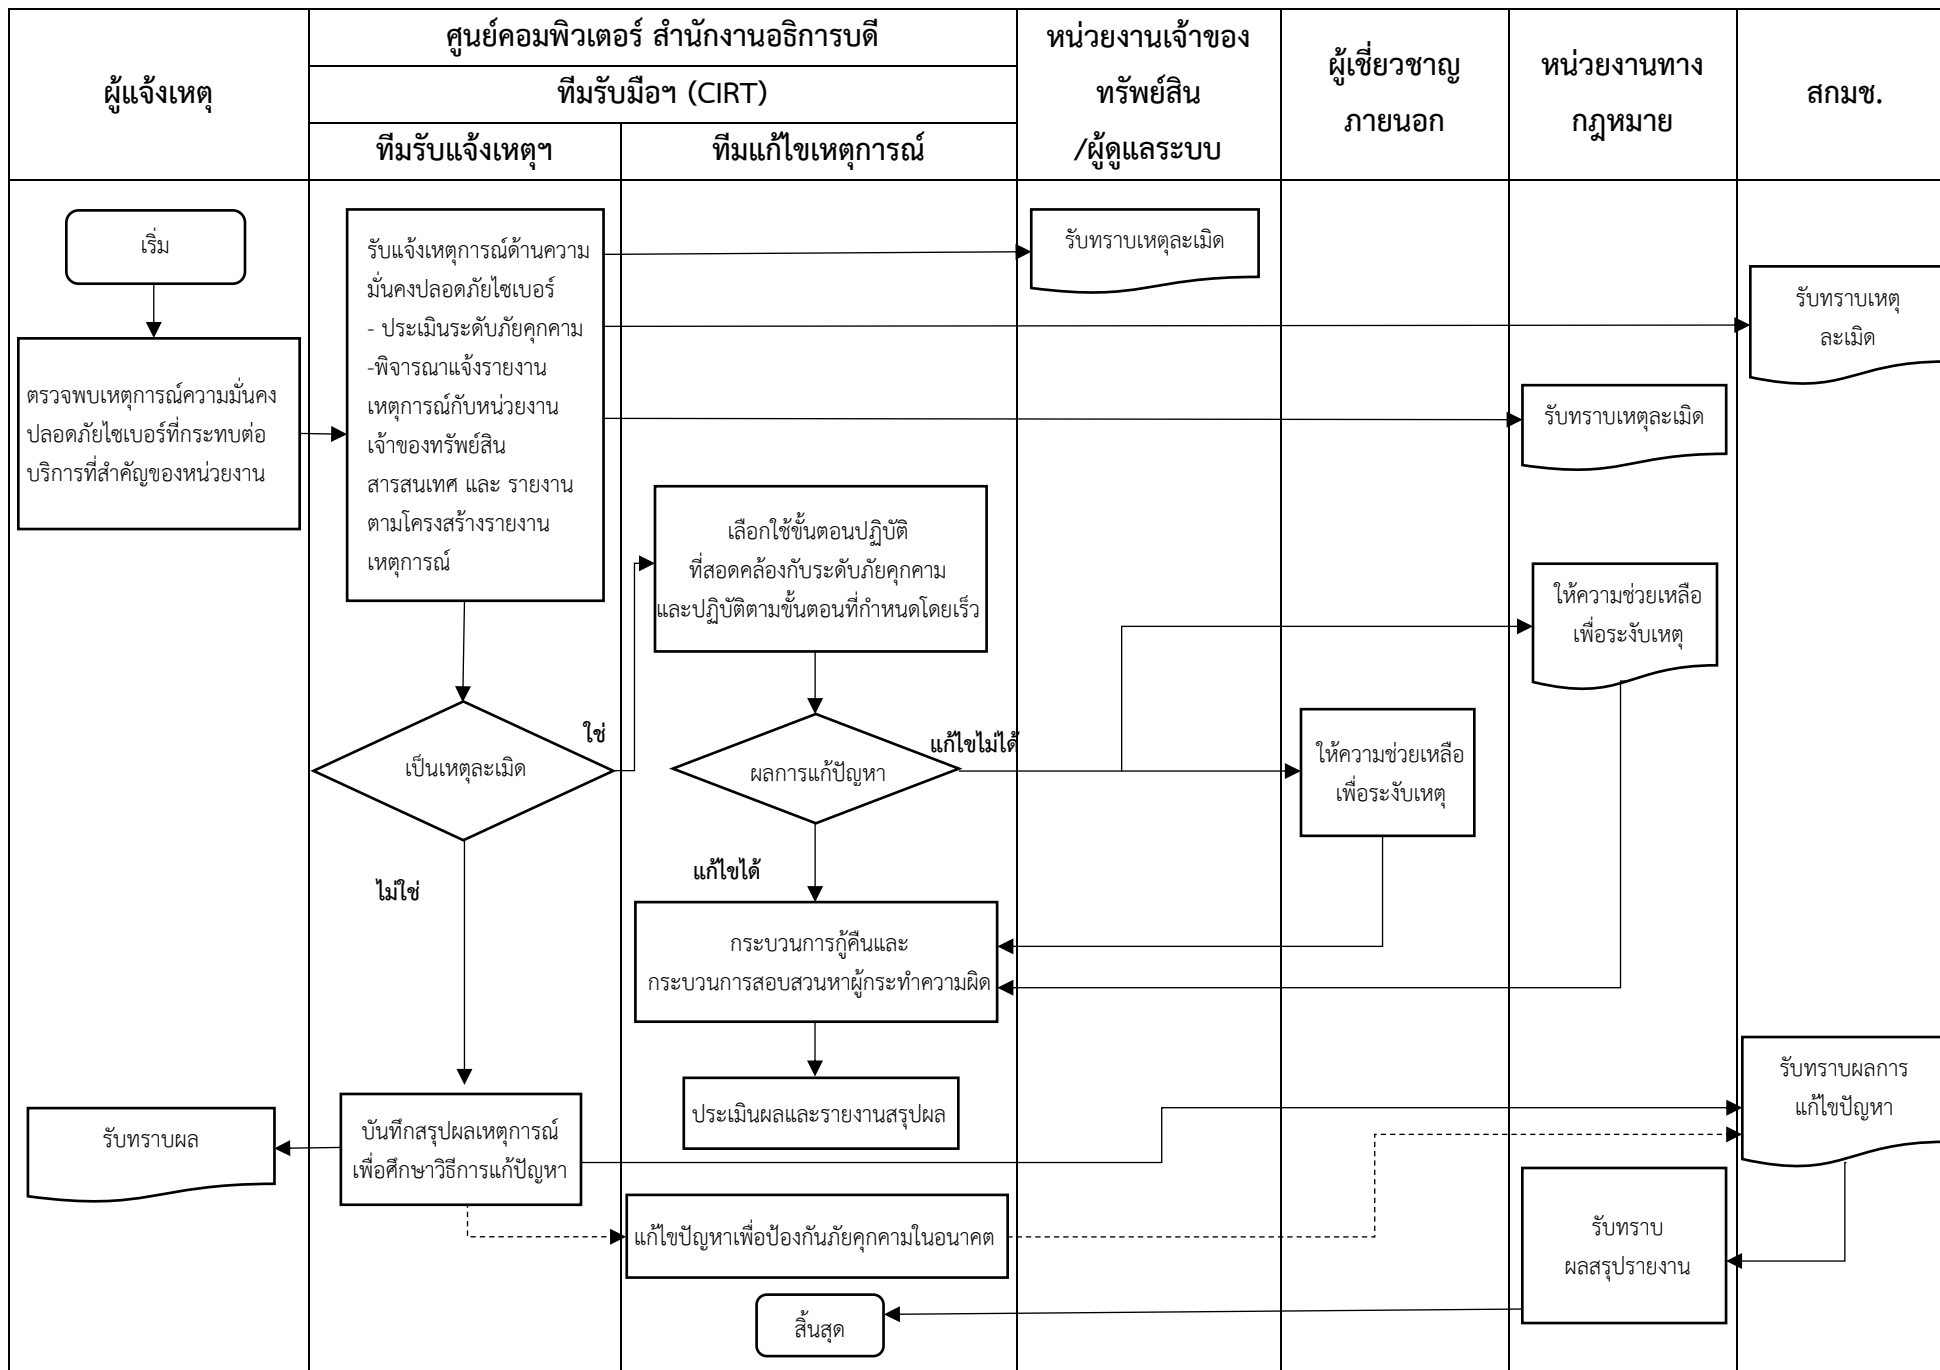 ผู้แจ้งเหตุ
ศูนย์คอมพิวเตอร์ สำนักงานอธิการบดี
ทีมรับมือฯ (CIRT)
ทีมรับแจ้งเหตุฯ
ทีมแก้ไขเหตุการณ์
หน่วยงานเจ้าของ
ทรัพย์สิน
/ผู้ดูแลระบบ
ผู้เชี่ยวชาญ
ภายนอก
หน่วยงานทาง
กฎหมาย
สกมช.
เริ่ม
ตรวจพบเหตุการณ์ความมั่นคง
ปลอดภัยไซเบอร์ที่กระทบต่อ
บริการที่สำคัญของหน่วยงาน
รับแจ้งเหตุการณ์ด้านความ
มั่นคงปลอดภัยไซเบอร์
- ประเมินระดับภัยคุกคาม
-พิจารณาแจ้งรายงาน
เหตุการณ์กับหน่วยงาน
เจ้าของทรัพย์สิน
สารสนเทศ และ รายงาน
ตามโครงสร้างรายงาน
เหตุการณ์
รับทราบเหตุละเมิด
รับทราบเหตุ
ละเมิด
รับทราบเหตุละเมิด
เลือกใช้ขั้นตอนปฏิบัติ
ที่สอดคล้องกับระดับภัยคุกคาม
และปฏิบัติตามขั้นตอนที่กำหนดโดยเร็ว
ให้ความช่วยเหลือ
เพื่อระงับเหตุ
เป็นเหตุละเมิด
ใช่
ผลการแก้ปัญหา
แก้ไขไม่ได้
ให้ความช่วยเหลือ
เพื่อระงับเหตุ
ไม่ใช่
แก้ไขได้
กระบวนการกู้คืนและ
กระบวนการสอบสวนหาผู้กระทำความผิด
ประเมินผลและรายงานสรุปผล
รับทราบผลการ
แก้ไขปัญหา
รับทราบผล
บันทึกสรุปผลเหตุการณ์
เพื่อศึกษาวิธีการแก้ปัญหา
แก้ไขปัญหาเพื่อป้องกันภัยคุกคามในอนาคต
รับทราบ
ผลสรุปรายงาน
สิ้นสุด